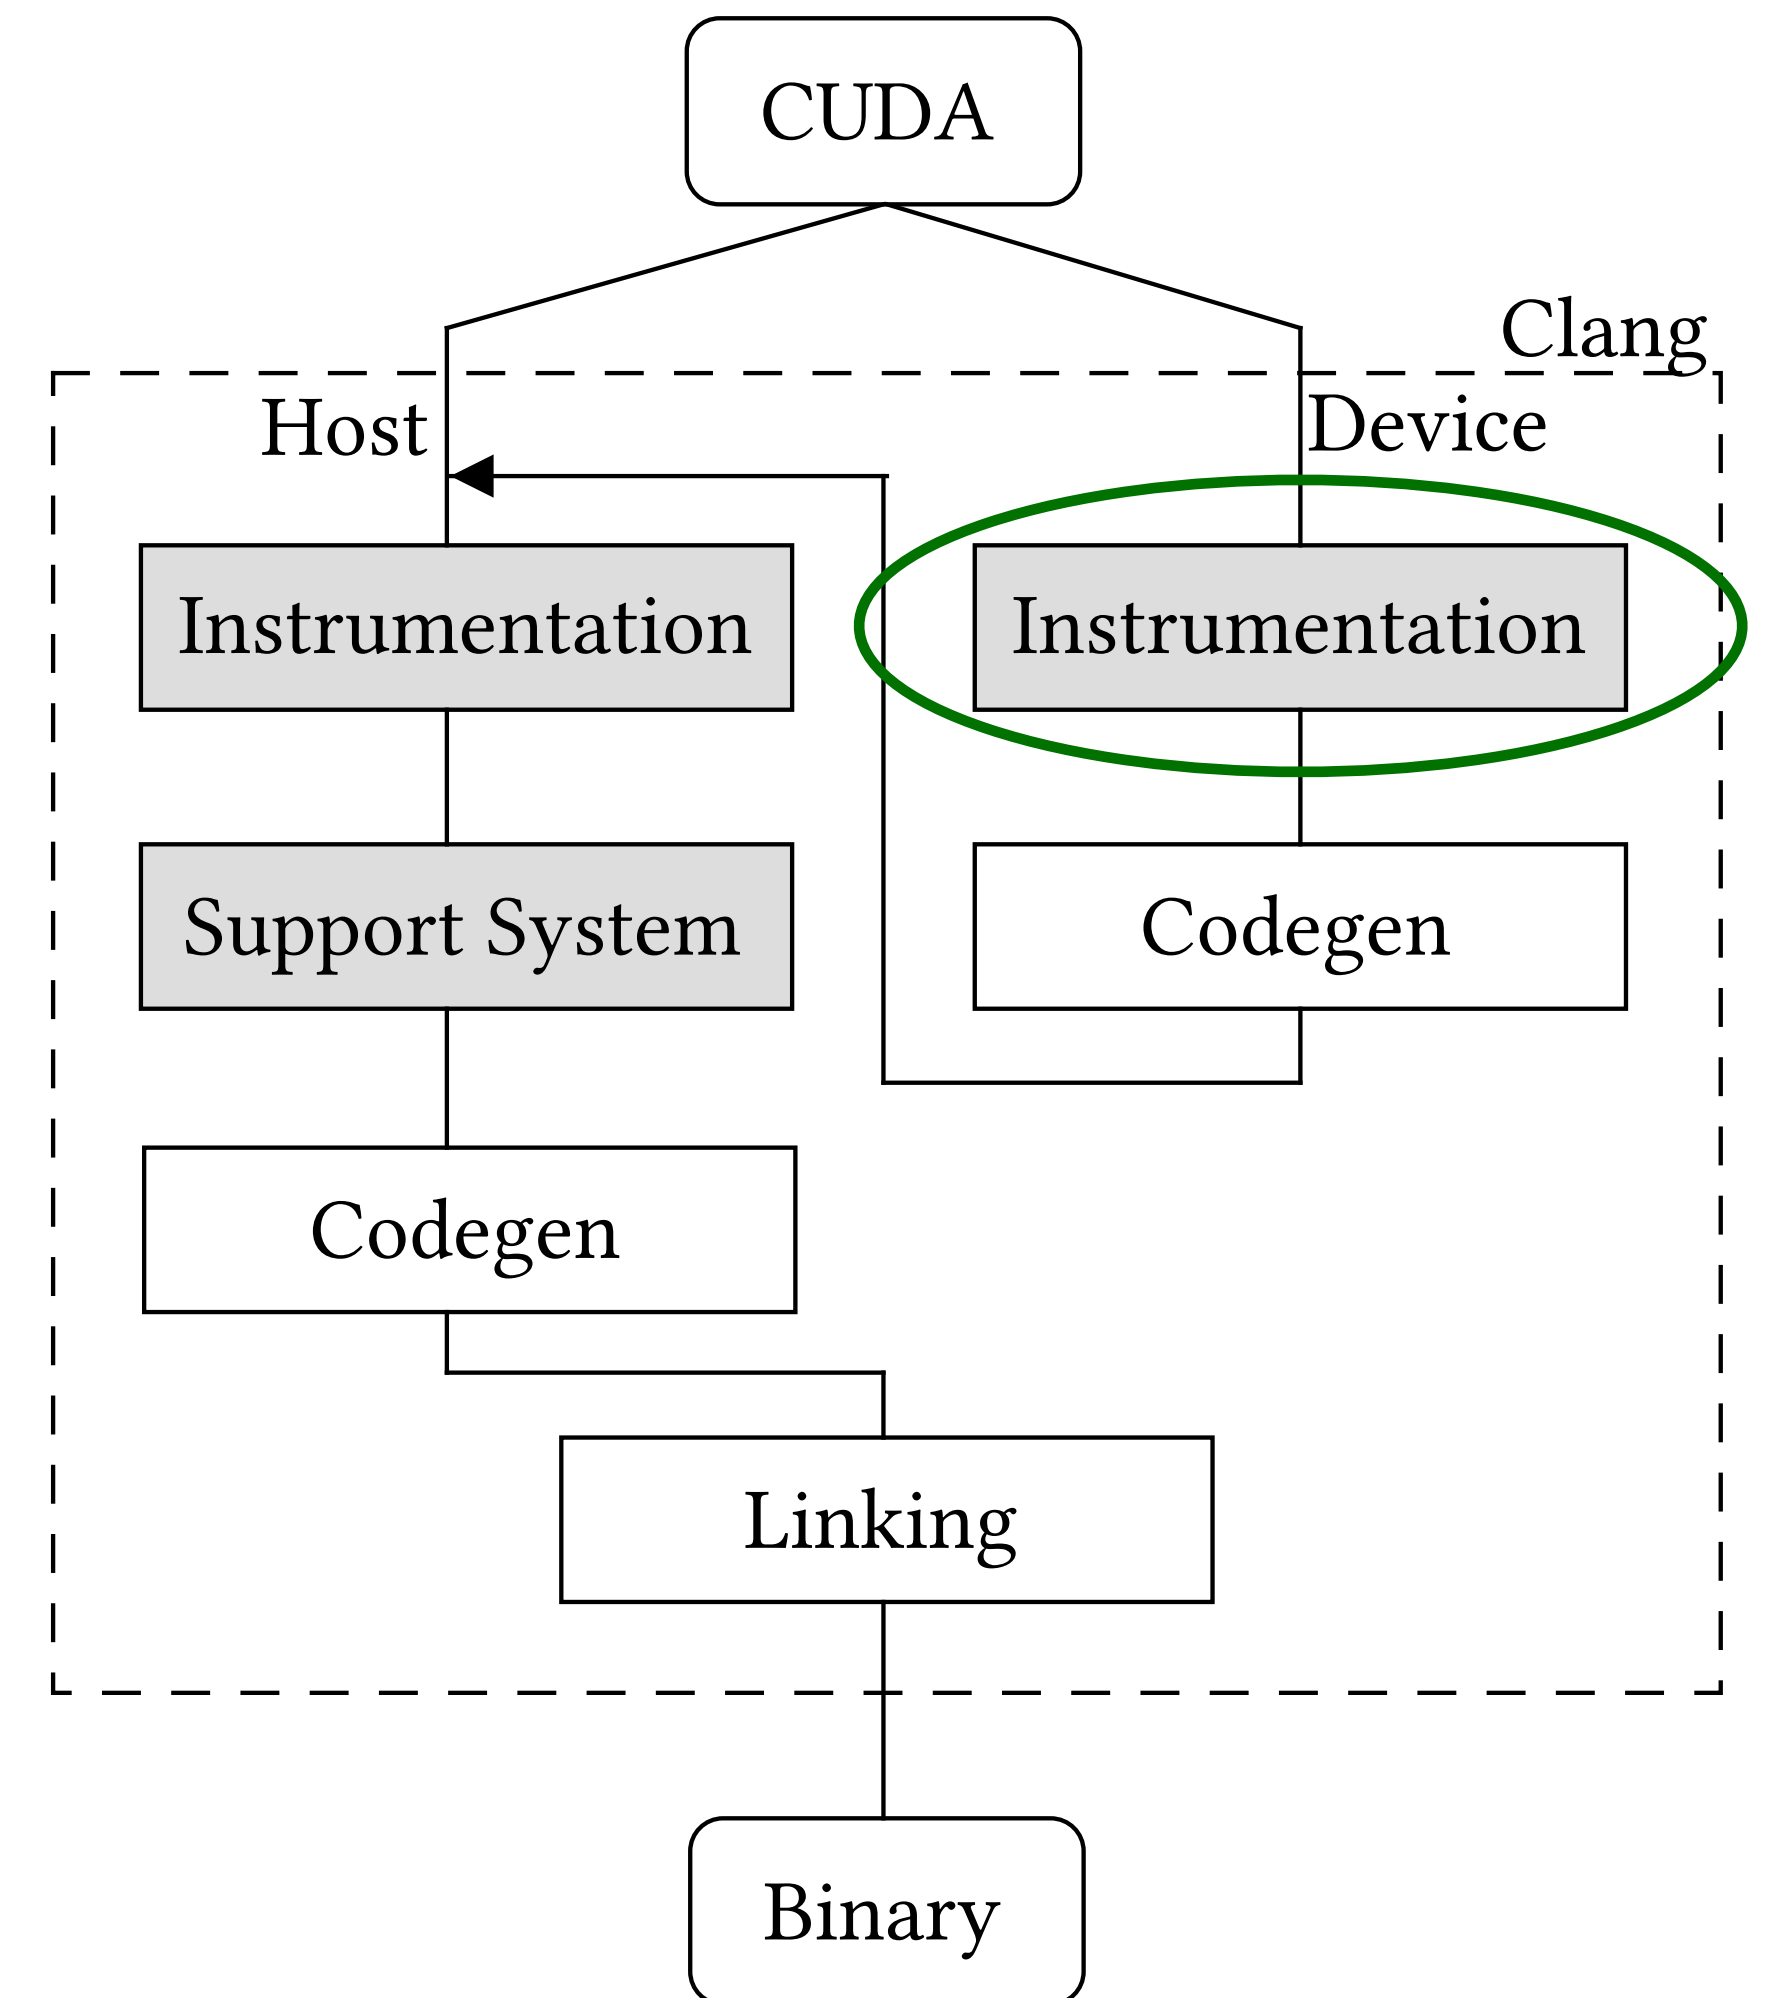 CUDA
Clang
Host
Device
Instrumentation
Instrumentation
Support System
Codegen
Codegen
Linking
Binary